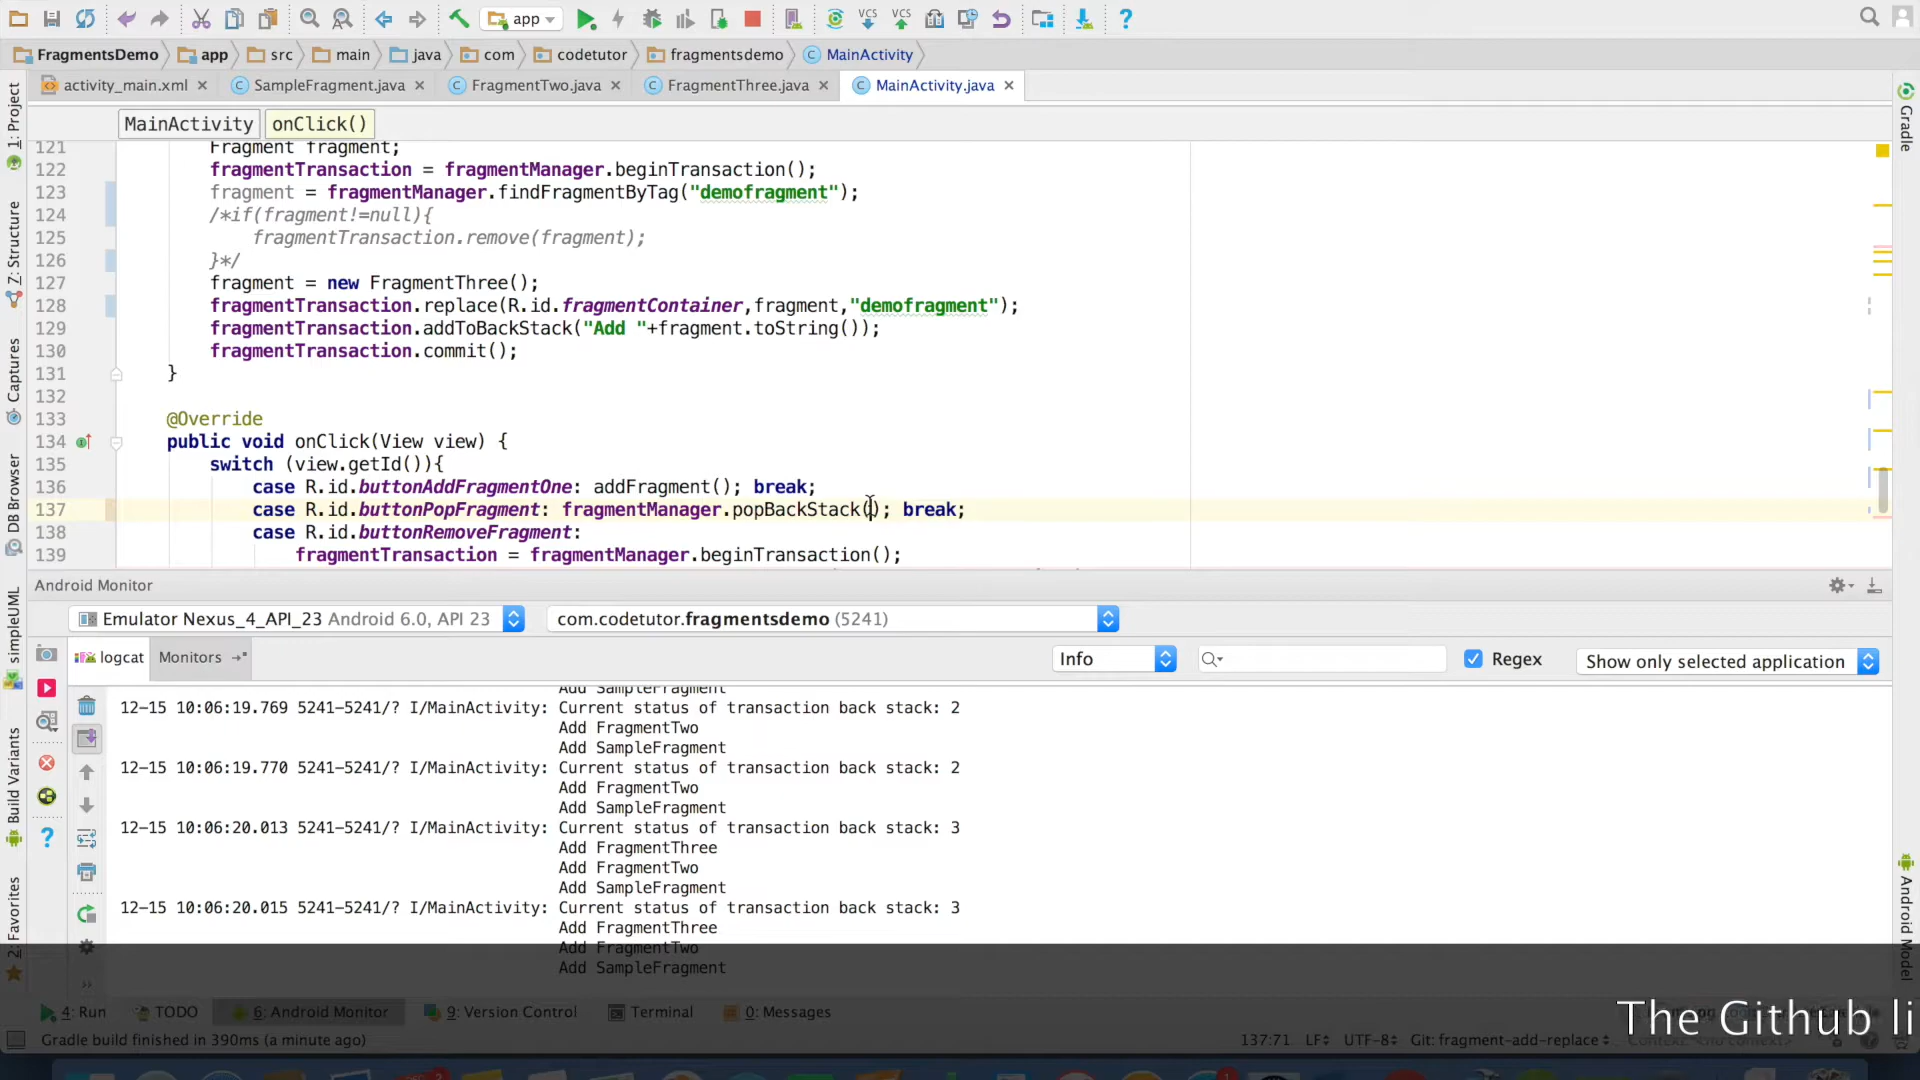 app
VCS
VCS
FragmentsDemo
app
src
main
java
com
codetutor
fragmentsdemo
MainActivity
activity_main.xml
SampleFragment.java
FragmentTwo.java
FragmentThree.java
MainActivity.java
MainActivity
onClick()
121 Fragment fragment;
122 fragmentTransaction = fragmentManager.beginTransaction();
123 fragment = fragmentManager.findFragmentByTag("demofragment");
124 /*if(fragment!=null){
125 fragmentTransaction.remove(fragment);
126 }*/
127 fragment = new FragmentThree();
128 fragmentTransaction.replace(R.id.fragmentContainer,fragment,"demofragment");
129 fragmentTransaction.addToBackStack("Add "+fragment.toString());
130 fragmentTransaction.commit();
131 }
132
133 @Override
134 public void onClick(View view) {
135 switch (view.getId()){
136 case R.id.buttonAddFragmentOne: addFragment(); break;
137 case R.id.buttonPopFragment: fragmentManager.popBackStack(); break;
138 case R.id.buttonRemoveFragment:
139 fragmentTransaction = fragmentManager.beginTransaction();
1: Project
Z: Structure
Captures
DB Browser
simpleUML
Build Variants
2: Favorites
Gradle
Android Model
Android Monitor
Emulator Nexus_4_API_23 Android 6.0, API 23
com.codetutor.fragmentsdemo (5241)
logcat
Monitors
Info
Regex
Show only selected application
Add SampleFragment
12-15 10:06:19.769 5241-5241/? I/MainActivity: Current status of transaction back stack: 2
Add FragmentTwo
Add SampleFragment
12-15 10:06:19.770 5241-5241/? I/MainActivity: Current status of transaction back stack: 2
Add FragmentTwo
Add SampleFragment
12-15 10:06:20.013 5241-5241/? I/MainActivity: Current status of transaction back stack: 3
Add FragmentThree
Add FragmentTwo
Add SampleFragment
12-15 10:06:20.015 5241-5241/? I/MainActivity: Current status of transaction back stack: 3
Add FragmentThree
Add FragmentTwo
Add SampleFragment
4: Run
TODO
6: Android Monitor
9: Version Control
Terminal
0: Messages
The Github li
Gradle build finished in 390ms (a minute ago)
137:71 LF UTF-8 Git: fragment-add-replace Context: <no context>